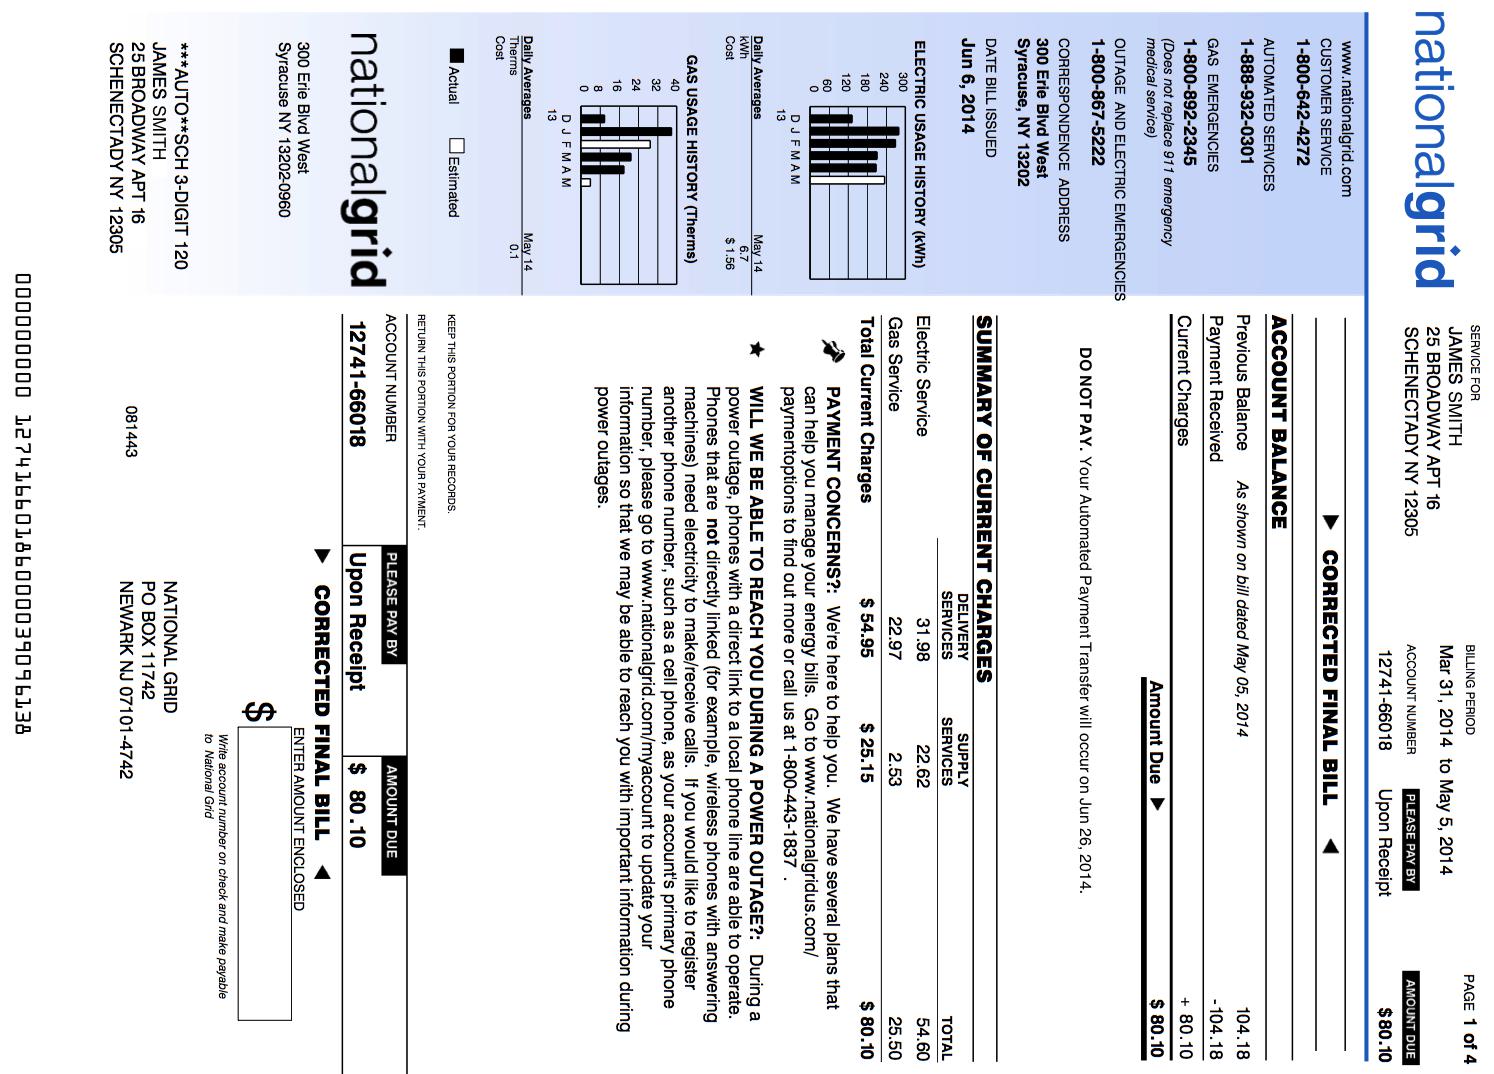 nationalgrid
SERVICE FOR
JAMES SMITH
25 BROADWAY APT 16
SCHENECTADY NY 12305
BILLING PERIOD
Mar 31, 2014 to May 5, 2014
PAGE 1 of 4
ACCOUNT NUMBER
12741-66018
PLEASE PAY BY
Upon Receipt
AMOUNT DUE
$ 80.10
www.nationalgrid.com
CUSTOMER SERVICE
1-800-642-4272
AUTOMATED SERVICES
1-888-932-0301
GAS EMERGENCIES
1-800-892-2345
(Does not replace 911 emergency
medical service)
OUTAGE AND ELECTRIC EMERGENCIES
1-800-867-5222
CORRESPONDENCE ADDRESS
300 Erie Blvd West
Syracuse, NY 13202
DATE BILL ISSUED
Jun 6, 2014
ELECTRIC USAGE HISTORY (kWh)
300
240
180
120
60
0
D J F M A M
13
Daily Averages May 14
kWh 6.7
Cost $ 1.56
GAS USAGE HISTORY (Therms)
40
32
24
16
8
0
D J F M A M
13
Daily Averages May 14
Therms 0.1
Cost
Actual Estimated
► CORRECTED FINAL BILL ◄
ACCOUNT BALANCE
Previous Balance As shown on bill dated May 05, 2014 104.18
Payment Received -104.18
Current Charges + 80.10
Amount Due ► $ 80.10
DO NOT PAY. Your Automated Payment Transfer will occur on Jun 26, 2014.
SUMMARY OF CURRENT CHARGES
DELIVERY SERVICES SUPPLY SERVICES TOTAL
Electric Service 31.98 22.62 54.60
Gas Service 22.97 2.53 25.50
Total Current Charges $ 54.95 $ 25.15 $ 80.10
PAYMENT CONCERNS?: We're here to help you. We have several plans that
can help you manage your energy bills. Go to www.nationalgridus.com/
paymentoptions to find out more or call us at 1-800-443-1837 .
★ WILL WE BE ABLE TO REACH YOU DURING A POWER OUTAGE?: During a
power outage, phones with a direct link to a local phone line are able to operate.
Phones that are not directly linked (for example, wireless phones with answering
machines) need electricity to make/receive calls. If you would like to register
another phone number, such as a cell phone, as your account's primary phone
number, please go to www.nationalgrid.com/myaccount to update your
information so that we may be able to reach you with important information during
power outages.
KEEP THIS PORTION FOR YOUR RECORDS.
RETURN THIS PORTION WITH YOUR PAYMENT.
nationalgrid
300 Erie Blvd West
Syracuse NY 13202-0960
ACCOUNT NUMBER
12741-66018
PLEASE PAY BY
Upon Receipt
AMOUNT DUE
$ 80.10
► CORRECTED FINAL BILL ◄
ENTER AMOUNT ENCLOSED
$
Write account number on check and make payable
to National Grid
***AUTO**SCH 3-DIGIT 120
JAMES SMITH
25 BROADWAY APT 16
SCHENECTADY NY 12305
081443
NATIONAL GRID
PO BOX 11742
NEWARK NJ 07101-4742
000000000 12741660186000039096138